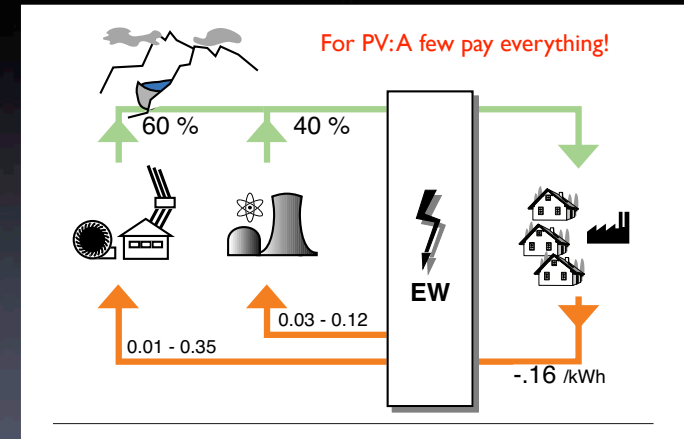 For PV: A few pay everything!
60 %
40 %
EW
0.03 - 0.12
0.01 - 0.35
-.16 /kWh